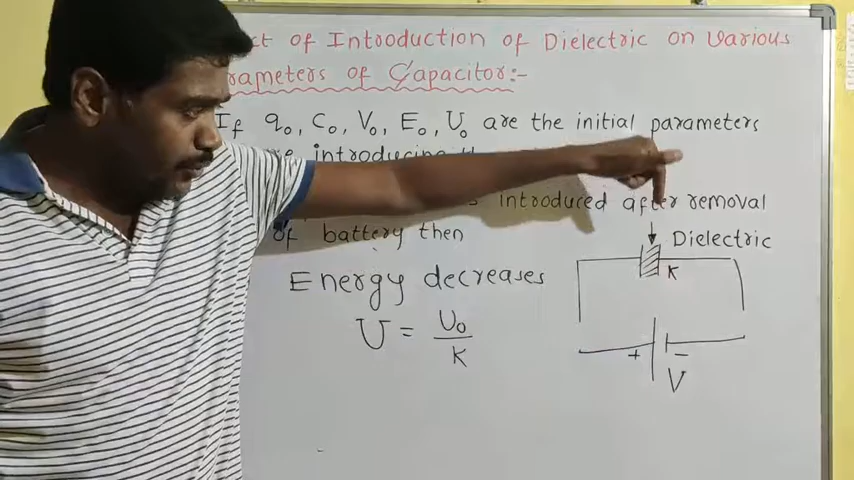 ct of Introduction of Dielectric on Various
rameters of Capacitor:-
If q₀, C₀, V₀, E₀, U₀ are the initial parameters
introducing
introduced after removal
of battery then
Energy decreases
U = U₀/K
Dielectric
K
+ -
V